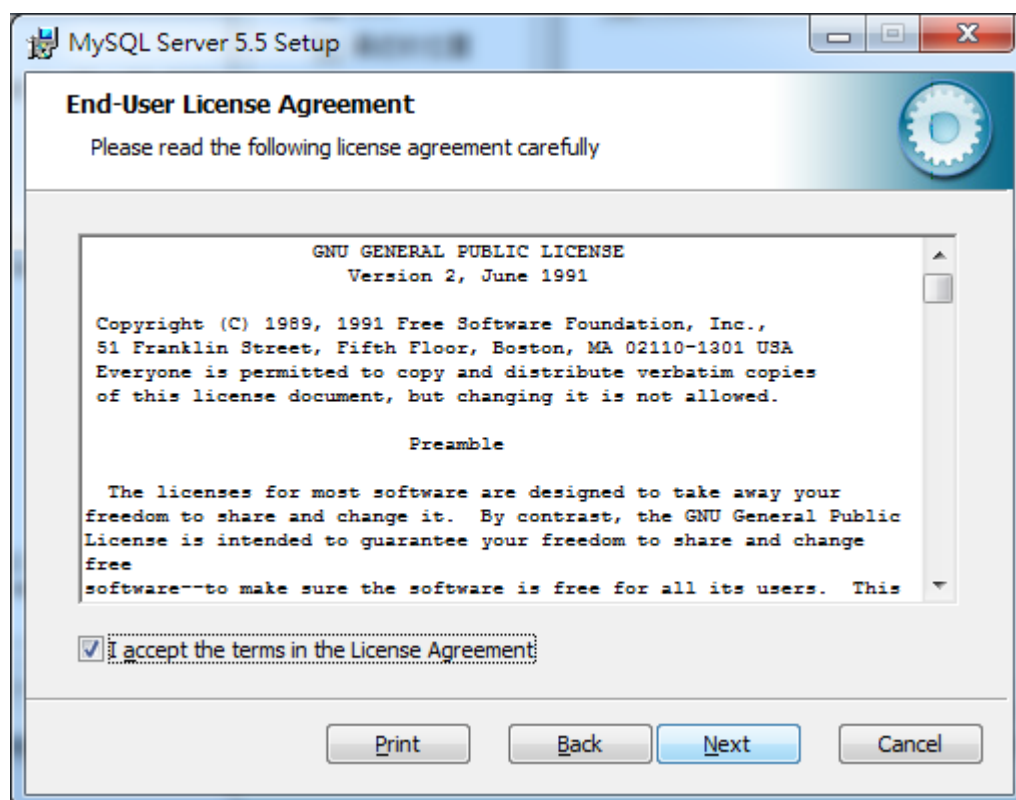 MySQL Server 5.5 Setup
End-User License Agreement
Please read the following license agreement carefully
GNU GENERAL PUBLIC LICENSE
Version 2, June 1991
Copyright (C) 1989, 1991 Free Software Foundation, Inc.,
51 Franklin Street, Fifth Floor, Boston, MA 02110-1301 USA
Everyone is permitted to copy and distribute verbatim copies
of this license document, but changing it is not allowed.
Preamble
The licenses for most software are designed to take away your
freedom to share and change it.  By contrast, the GNU General Public
License is intended to guarantee your freedom to share and change
free
software--to make sure the software is free for all its users.  This
I accept the terms in the License Agreement
Print Back Next Cancel